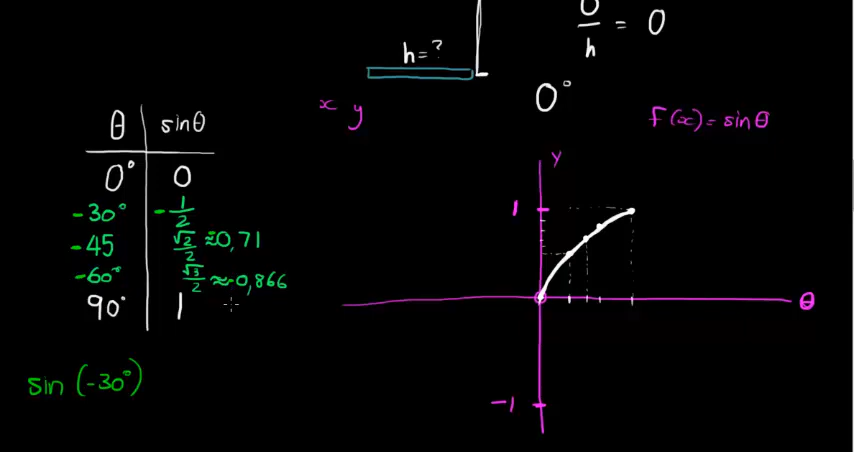 0/h = 0
h = ?
0°
x y
f(x) = sinθ
θ sinθ
0° 0
-30° -1/2
-45 √2/2 ≈0,71
-60° √3/2 ≈-0,866
90° 1
y
1
θ
-1
sin (-30°)